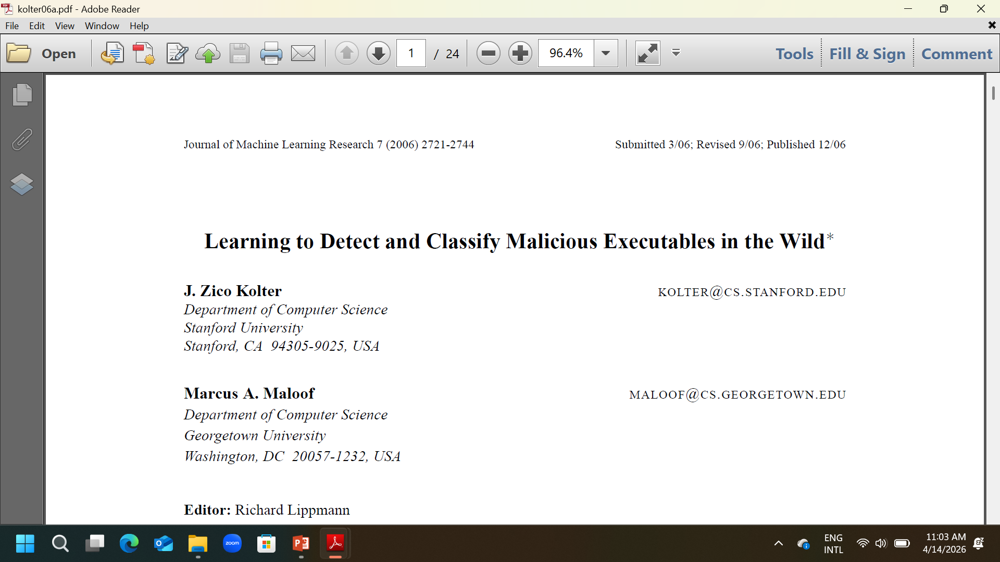 kolter06a.pdf - Adobe Reader
File Edit View Window Help
Open 1 / 24 96.4% Tools Fill & Sign Comment
Journal of Machine Learning Research 7 (2006) 2721-2744 Submitted 3/06; Revised 9/06; Published 12/06
Learning to Detect and Classify Malicious Executables in the Wild*
J. Zico Kolter KOLTER@CS.STANFORD.EDU
Department of Computer Science
Stanford University
Stanford, CA 94305-9025, USA
Marcus A. Maloof MALOOF@CS.GEORGETOWN.EDU
Department of Computer Science
Georgetown University
Washington, DC 20057-1232, USA
Editor: Richard Lippmann
zoom
ENG
INTL
11:03 AM
4/14/2026